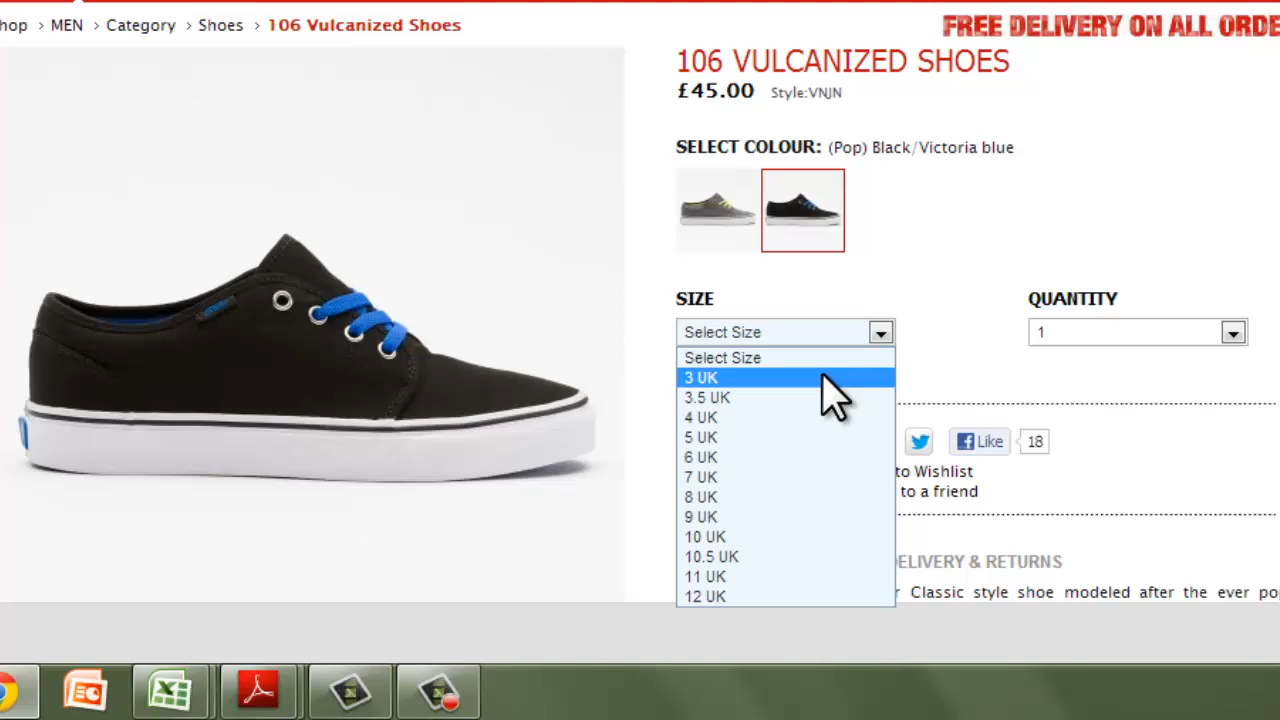 hop > MEN > Category > Shoes > 106 Vulcanized Shoes
FREE DELIVERY ON ALL ORDE
106 VULCANIZED SHOES
£45.00 Style:VNJN
SELECT COLOUR: (Pop) Black/Victoria blue
SIZE
QUANTITY
Select Size
1
Select Size
3 UK
3.5 UK
4 UK
5 UK
6 UK
7 UK
8 UK
9 UK
10 UK
10.5 UK
11 UK
12 UK
Like
18
to Wishlist
to a friend
ELIVERY & RETURNS
r Classic style shoe modeled after the ever po